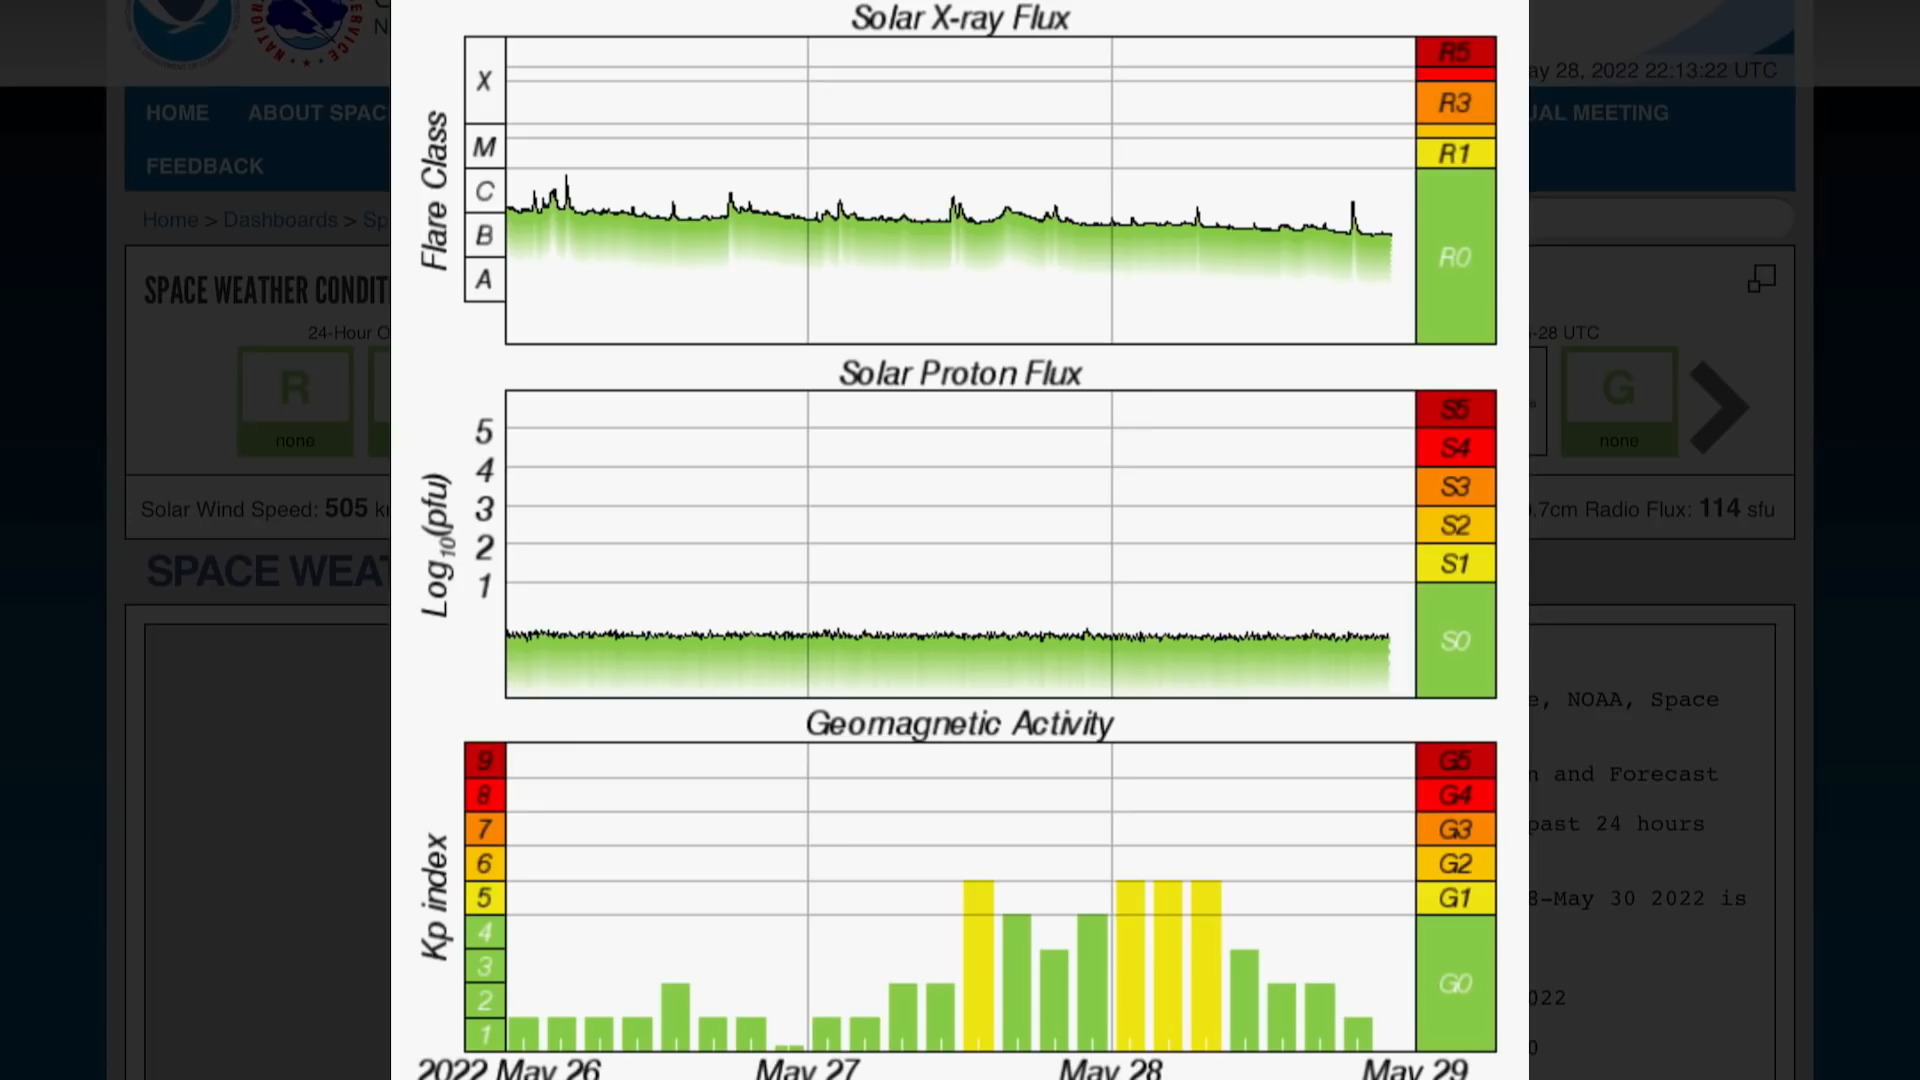 Solar X-ray Flux
Flare Class
X
M
C
B
A
R5
R3
R1
R0
Solar Proton Flux
Log10(pfu)
5
4
3
2
1
S5
S4
S3
S2
S1
S0
Geomagnetic Activity
Kp index
9
8
7
6
5
4
3
2
1
G5
G4
G3
G2
G1
G0
2022 May 26 May 27 May 28 May 29
ay 28, 2022 22:13:22 UTC
HOME ABOUT SPAC
UAL MEETING
FEEDBACK
Home > Dashboards > Sp
SPACE WEATHER CONDIT
24-Hour O
-28 UTC
R
none
G
none
Solar Wind Speed: 505 k
.7cm Radio Flux: 114 sfu
SPACE WEAT
e, NOAA, Space
n and Forecast
past 24 hours
8-May 30 2022 is
022
0